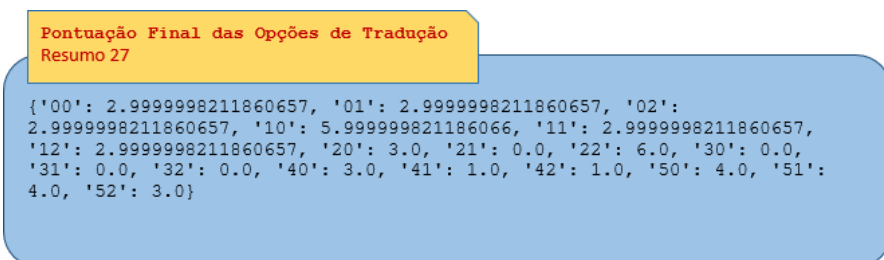 Pontuação Final das Opções de Tradução
Resumo 27
{'00': 2.9999998211860657, '01': 2.9999998211860657, '02':
2.9999998211860657, '10': 5.999999821186066, '11': 2.9999998211860657,
'12': 2.9999998211860657, '20': 3.0, '21': 0.0, '22': 6.0, '30': 0.0,
'31': 0.0, '32': 0.0, '40': 3.0, '41': 1.0, '42': 1.0, '50': 4.0, '51':
4.0, '52': 3.0}